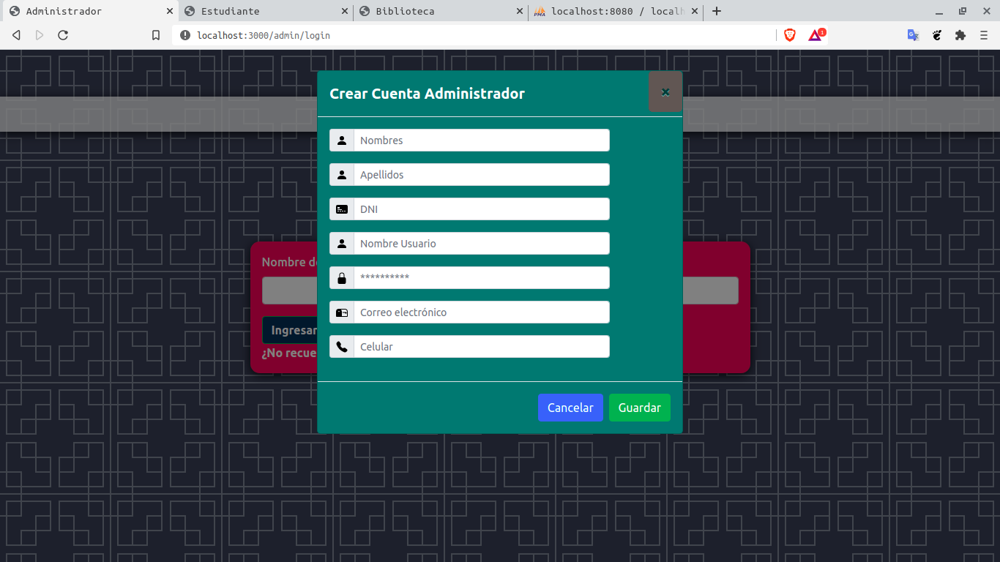 Administrador
Estudiante
Biblioteca
localhost:8080 / localh
localhost:3000/admin/login
1
Crear Cuenta Administrador
Nombres
Apellidos
DNI
Nombre Usuario
**********
Correo electrónico
Celular
Cancelar
Guardar
Nombre de
Ingresar
¿No recue